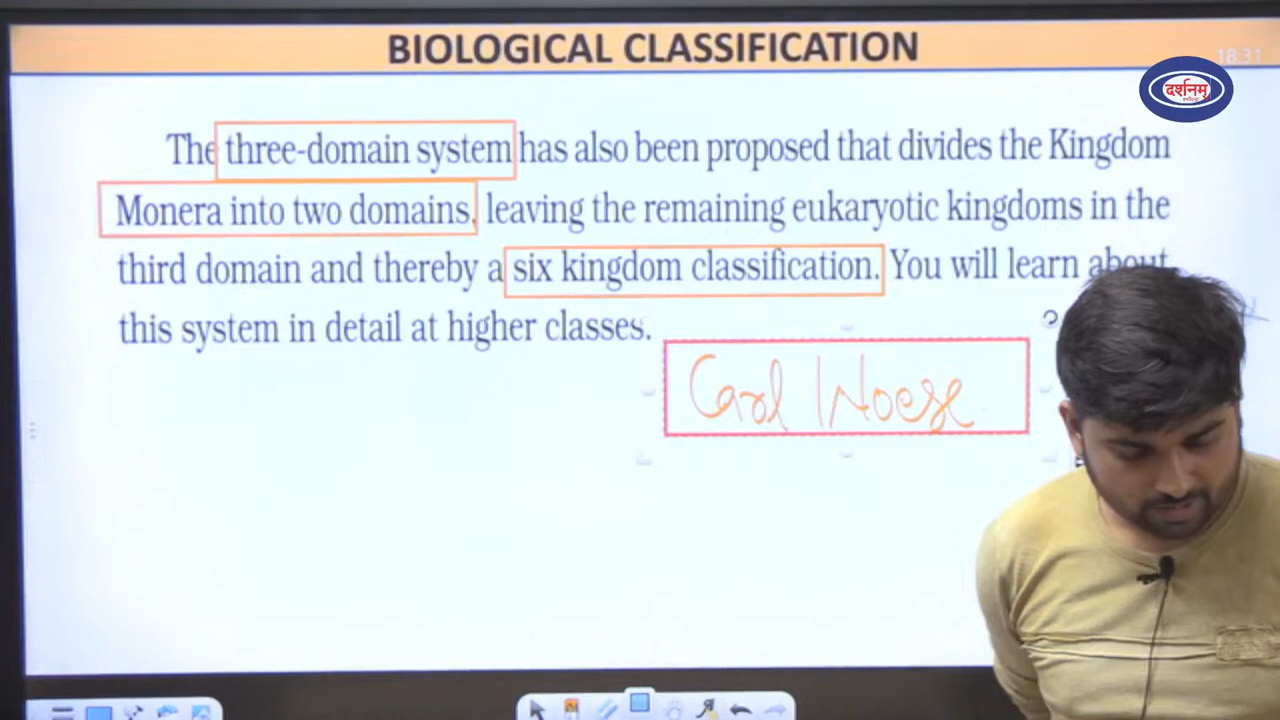 BIOLOGICAL CLASSIFICATION
18:31
दर्शनम्
The three-domain system has also been proposed that divides the Kingdom
Monera into two domains, leaving the remaining eukaryotic kingdoms in the
third domain and thereby a six kingdom classification. You will learn about
this system in detail at higher classes.
Carl Woese